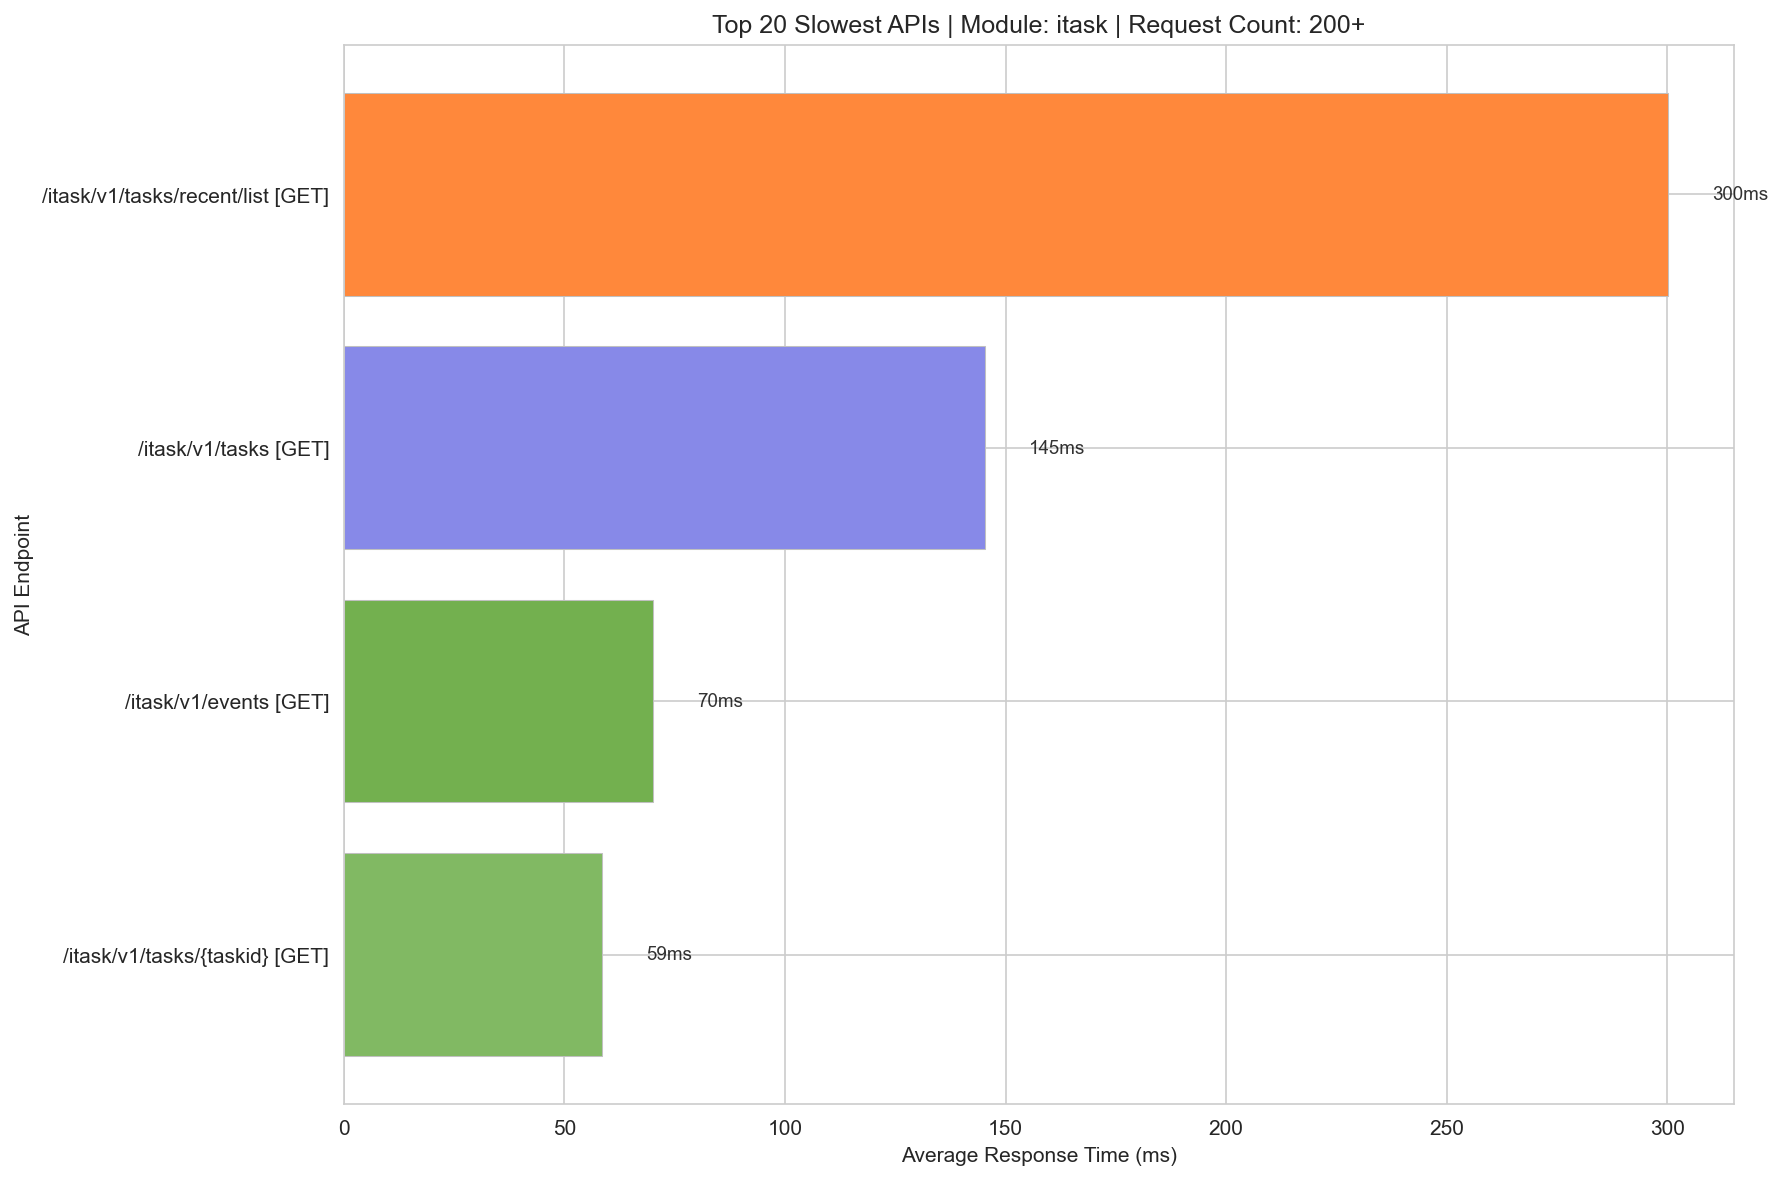 Top 20 Slowest APIs | Module: itask | Request Count: 200+
/itask/v1/tasks/recent/list [GET]
300ms
/itask/v1/tasks [GET]
145ms
/itask/v1/events [GET]
70ms
/itask/v1/tasks/{taskid} [GET]
59ms
API Endpoint
0 50 100 150 200 250 300
Average Response Time (ms)